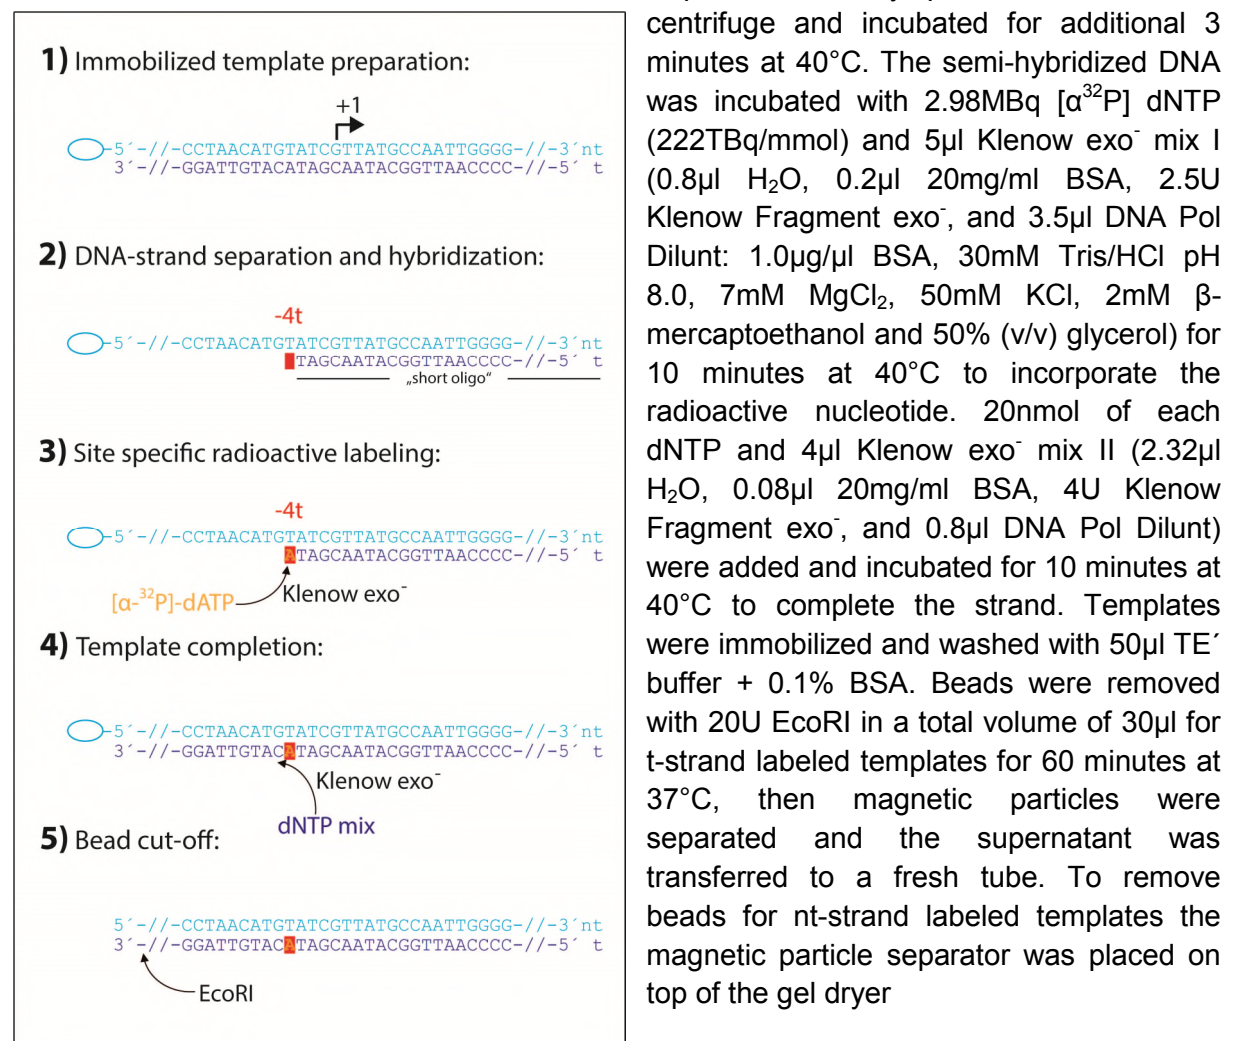 1) Immobilized template preparation:
+1
5´-//-CCTAACATGTATCGTTATGCCAATTGGGG-//-3´nt
3´-//-GGATTGTACATAGCAATACGGTTAACCCC-//-5´ t
2) DNA-strand separation and hybridization:
-4t
5´-//-CCTAACATGTATCGTTATGCCAATTGGGG-//-3´nt
TAGCAATACGGTTAACCCC-//-5´ t
„short oligo“
3) Site specific radioactive labeling:
-4t
5´-//-CCTAACATGTATCGTTATGCCAATTGGGG-//-3´nt
ATAGCAATACGGTTAACCCC-//-5´ t
[α-³²P]-dATP
Klenow exo⁻
4) Template completion:
5´-//-CCTAACATGTATCGTTATGCCAATTGGGG-//-3´nt
3´-//-GGATTGTACATAGCAATACGGTTAACCCC-//-5´ t
Klenow exo⁻
dNTP mix
5) Bead cut-off:
5´-//-CCTAACATGTATCGTTATGCCAATTGGGG-//-3´nt
3´-//-GGATTGTACATAGCAATACGGTTAACCCC-//-5´ t
EcoRI
centrifuge and incubated for additional 3
minutes at 40°C. The semi-hybridized DNA
was incubated with 2.98MBq [α³²P] dNTP
(222TBq/mmol) and 5µl Klenow exo⁻ mix I
(0.8µl H₂O, 0.2µl 20mg/ml BSA, 2.5U
Klenow Fragment exo⁻, and 3.5µl DNA Pol
Dilunt: 1.0µg/µl BSA, 30mM Tris/HCl pH
8.0, 7mM MgCl₂, 50mM KCl, 2mM β-
mercaptoethanol and 50% (v/v) glycerol) for
10 minutes at 40°C to incorporate the
radioactive nucleotide. 20nmol of each
dNTP and 4µl Klenow exo⁻ mix II (2.32µl
H₂O, 0.08µl 20mg/ml BSA, 4U Klenow
Fragment exo⁻, and 0.8µl DNA Pol Dilunt)
were added and incubated for 10 minutes at
40°C to complete the strand. Templates
were immobilized and washed with 50µl TE´
buffer + 0.1% BSA. Beads were removed
with 20U EcoRI in a total volume of 30µl for
t-strand labeled templates for 60 minutes at
37°C, then magnetic particles were
separated and the supernatant was
transferred to a fresh tube. To remove
beads for nt-strand labeled templates the
magnetic particle separator was placed on
top of the gel dryer